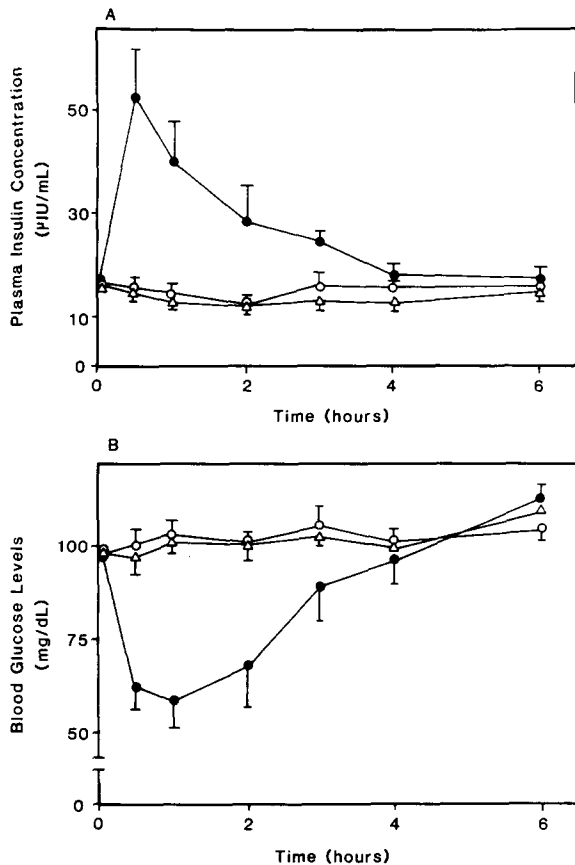 A
Plasma Insulin Concentration
(µIU/mL)
50
30
10
0
0
2
4
6
Time (hours)
B
Blood Glucose Levels
(mg/dL)
100
75
50
0
0
2
4
6
Time (hours)